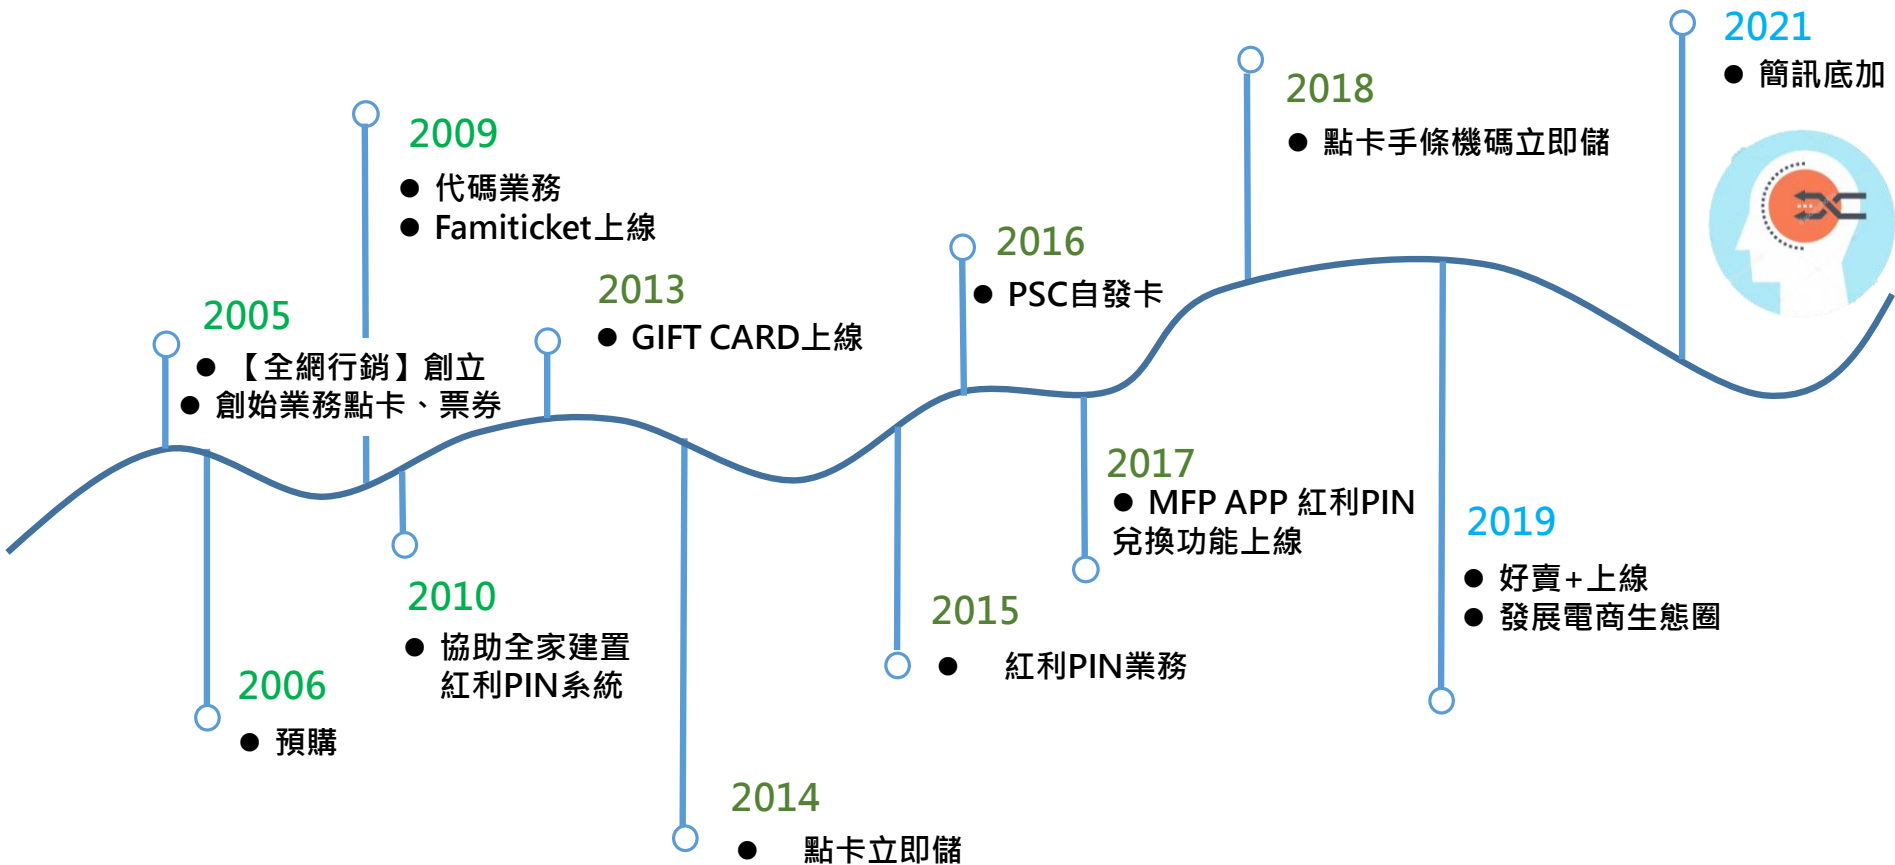 2005
● 【全網行銷】創立
● 創始業務點卡、票券
2006
● 預購
2009
● 代碼業務
● Famiticket上線
2010
● 協助全家建置
紅利PIN系統
2013
● GIFT CARD上線
2014
● 點卡立即儲
2015
● 紅利PIN業務
2016
● PSC自發卡
2017
● MFP APP 紅利PIN
兌換功能上線
2018
● 點卡手條機碼立即儲
2019
● 好賣+上線
● 發展電商生態圈
2021
● 簡訊底加